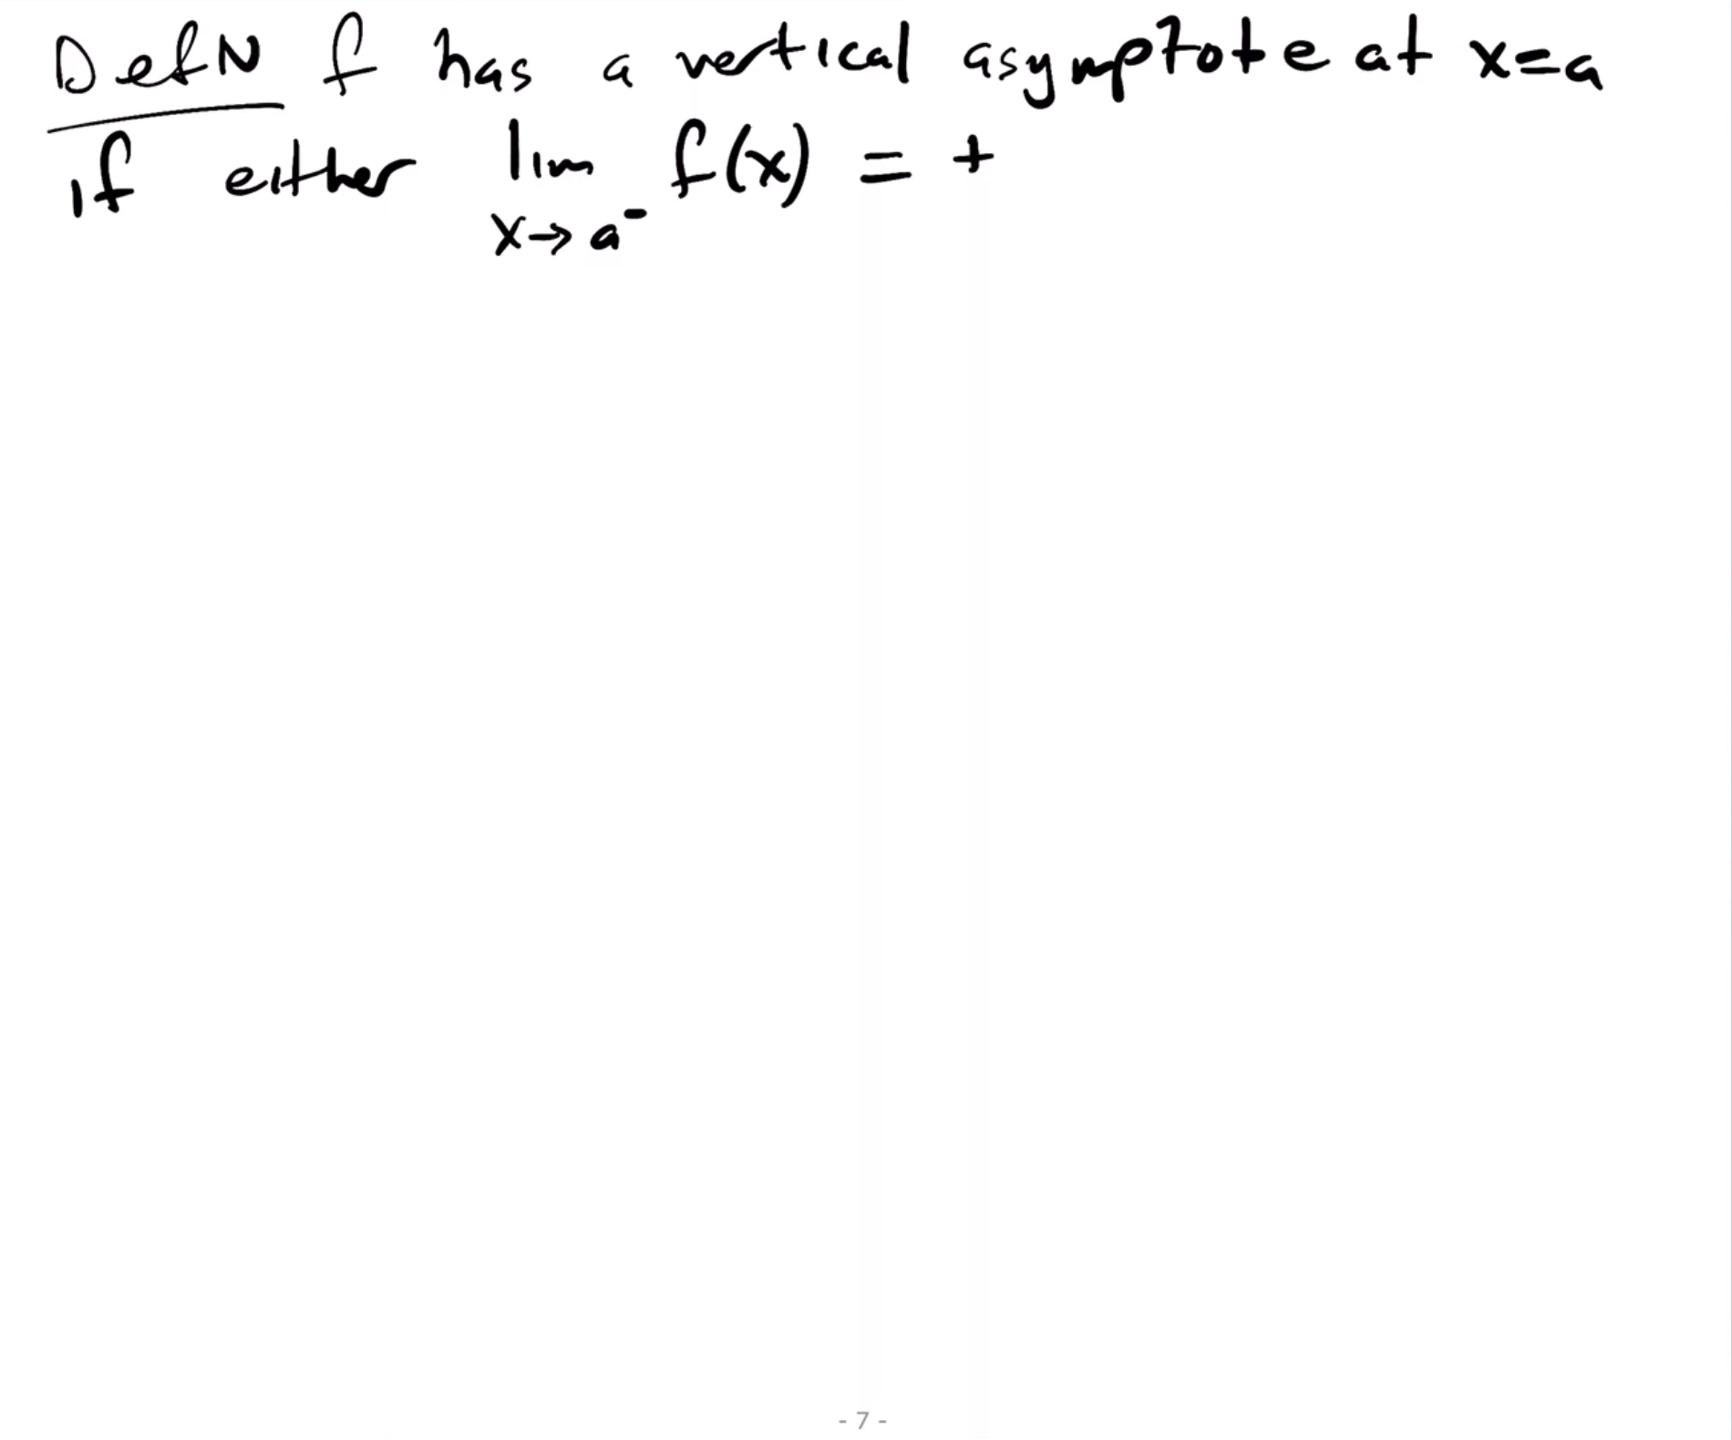 Defn f has a vertical asymptote at x=a
if either lim f(x) = +
x→a⁻
- 7 -